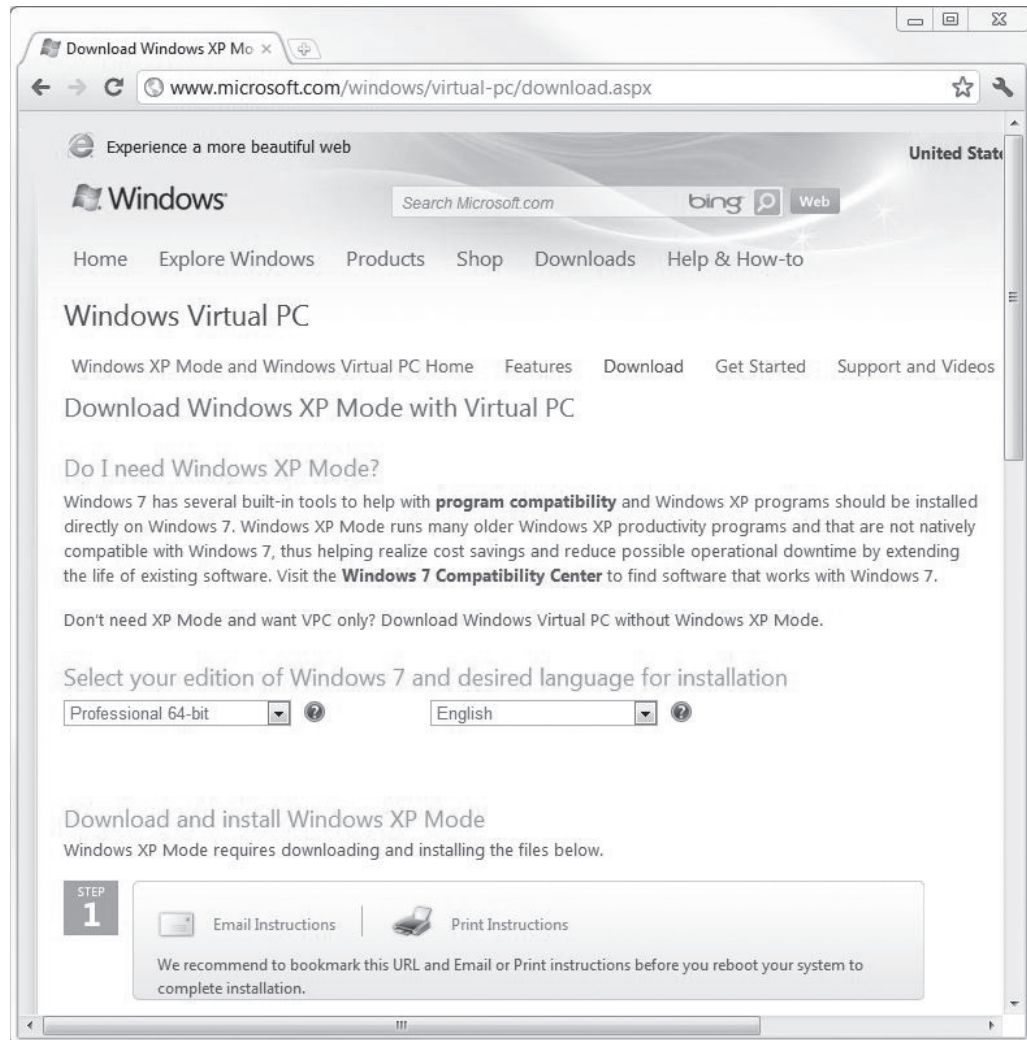 Download Windows XP Mo
www.microsoft.com/windows/virtual-pc/download.aspx
Experience a more beautiful web
United State
Windows
Search Microsoft.com
bing
Web
Home Explore Windows Products Shop Downloads Help & How-to
Windows Virtual PC
Windows XP Mode and Windows Virtual PC Home Features Download Get Started Support and Videos
Download Windows XP Mode with Virtual PC
Do I need Windows XP Mode?
Windows 7 has several built-in tools to help with program compatibility and Windows XP programs should be installed
directly on Windows 7. Windows XP Mode runs many older Windows XP productivity programs and that are not natively
compatible with Windows 7, thus helping realize cost savings and reduce possible operational downtime by extending
the life of existing software. Visit the Windows 7 Compatibility Center to find software that works with Windows 7.
Don't need XP Mode and want VPC only? Download Windows Virtual PC without Windows XP Mode.
Select your edition of Windows 7 and desired language for installation
Professional 64-bit ? English ?
Download and install Windows XP Mode
Windows XP Mode requires downloading and installing the files below.
STEP
1
Email Instructions Print Instructions
We recommend to bookmark this URL and Email or Print instructions before you reboot your system to
complete installation.